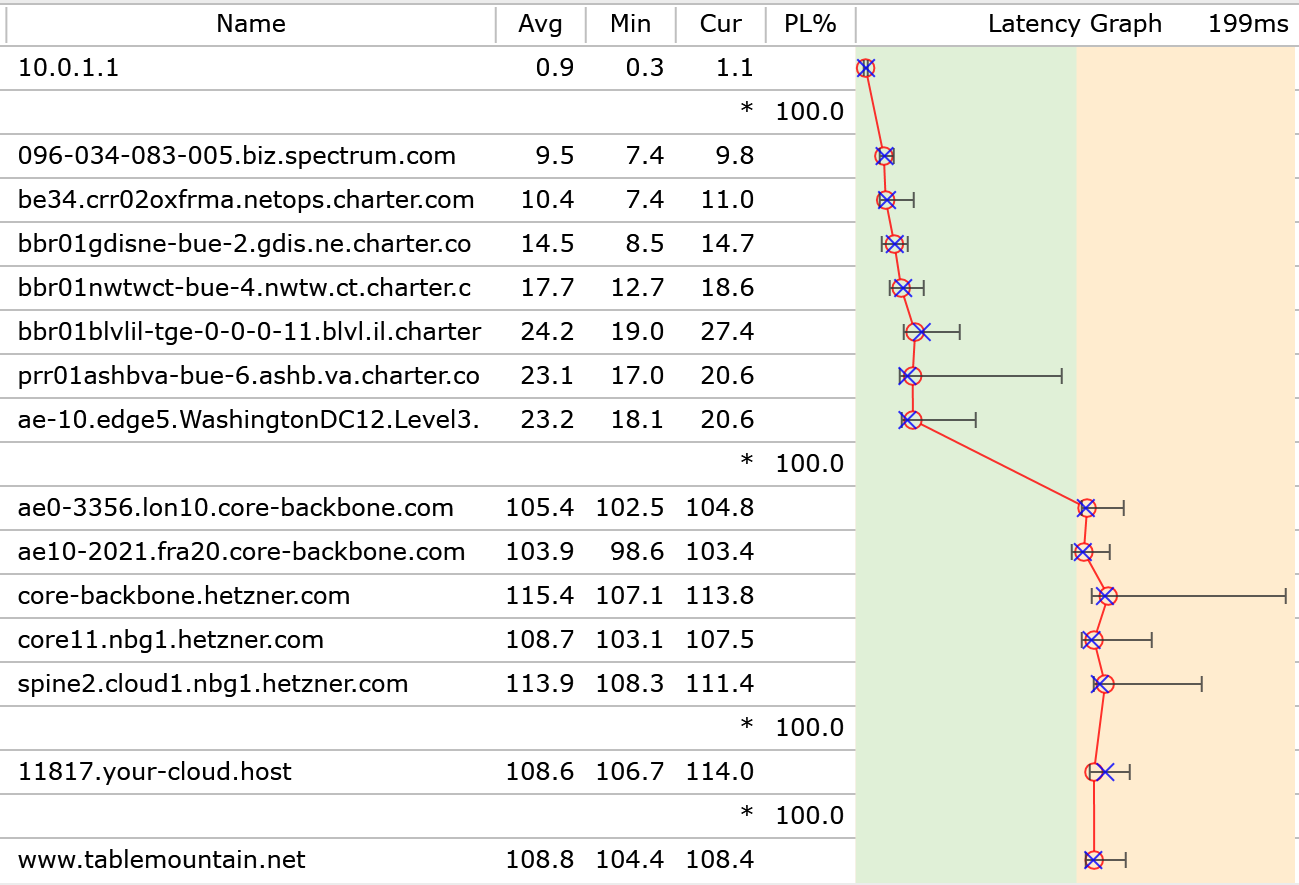 Name Avg Min Cur PL% Latency Graph 199ms
10.0.1.1 0.9 0.3 1.1
* 100.0
096-034-083-005.biz.spectrum.com 9.5 7.4 9.8
be34.crr02oxfrma.netops.charter.com 10.4 7.4 11.0
bbr01gdisne-bue-2.gdis.ne.charter.co 14.5 8.5 14.7
bbr01nwtwct-bue-4.nwtw.ct.charter.c 17.7 12.7 18.6
bbr01blvlil-tge-0-0-0-11.blvl.il.charter 24.2 19.0 27.4
prr01ashbva-bue-6.ashb.va.charter.co 23.1 17.0 20.6
ae-10.edge5.WashingtonDC12.Level3. 23.2 18.1 20.6
* 100.0
ae0-3356.lon10.core-backbone.com 105.4 102.5 104.8
ae10-2021.fra20.core-backbone.com 103.9 98.6 103.4
core-backbone.hetzner.com 115.4 107.1 113.8
core11.nbg1.hetzner.com 108.7 103.1 107.5
spine2.cloud1.nbg1.hetzner.com 113.9 108.3 111.4
* 100.0
11817.your-cloud.host 108.6 106.7 114.0
* 100.0
www.tablemountain.net 108.8 104.4 108.4